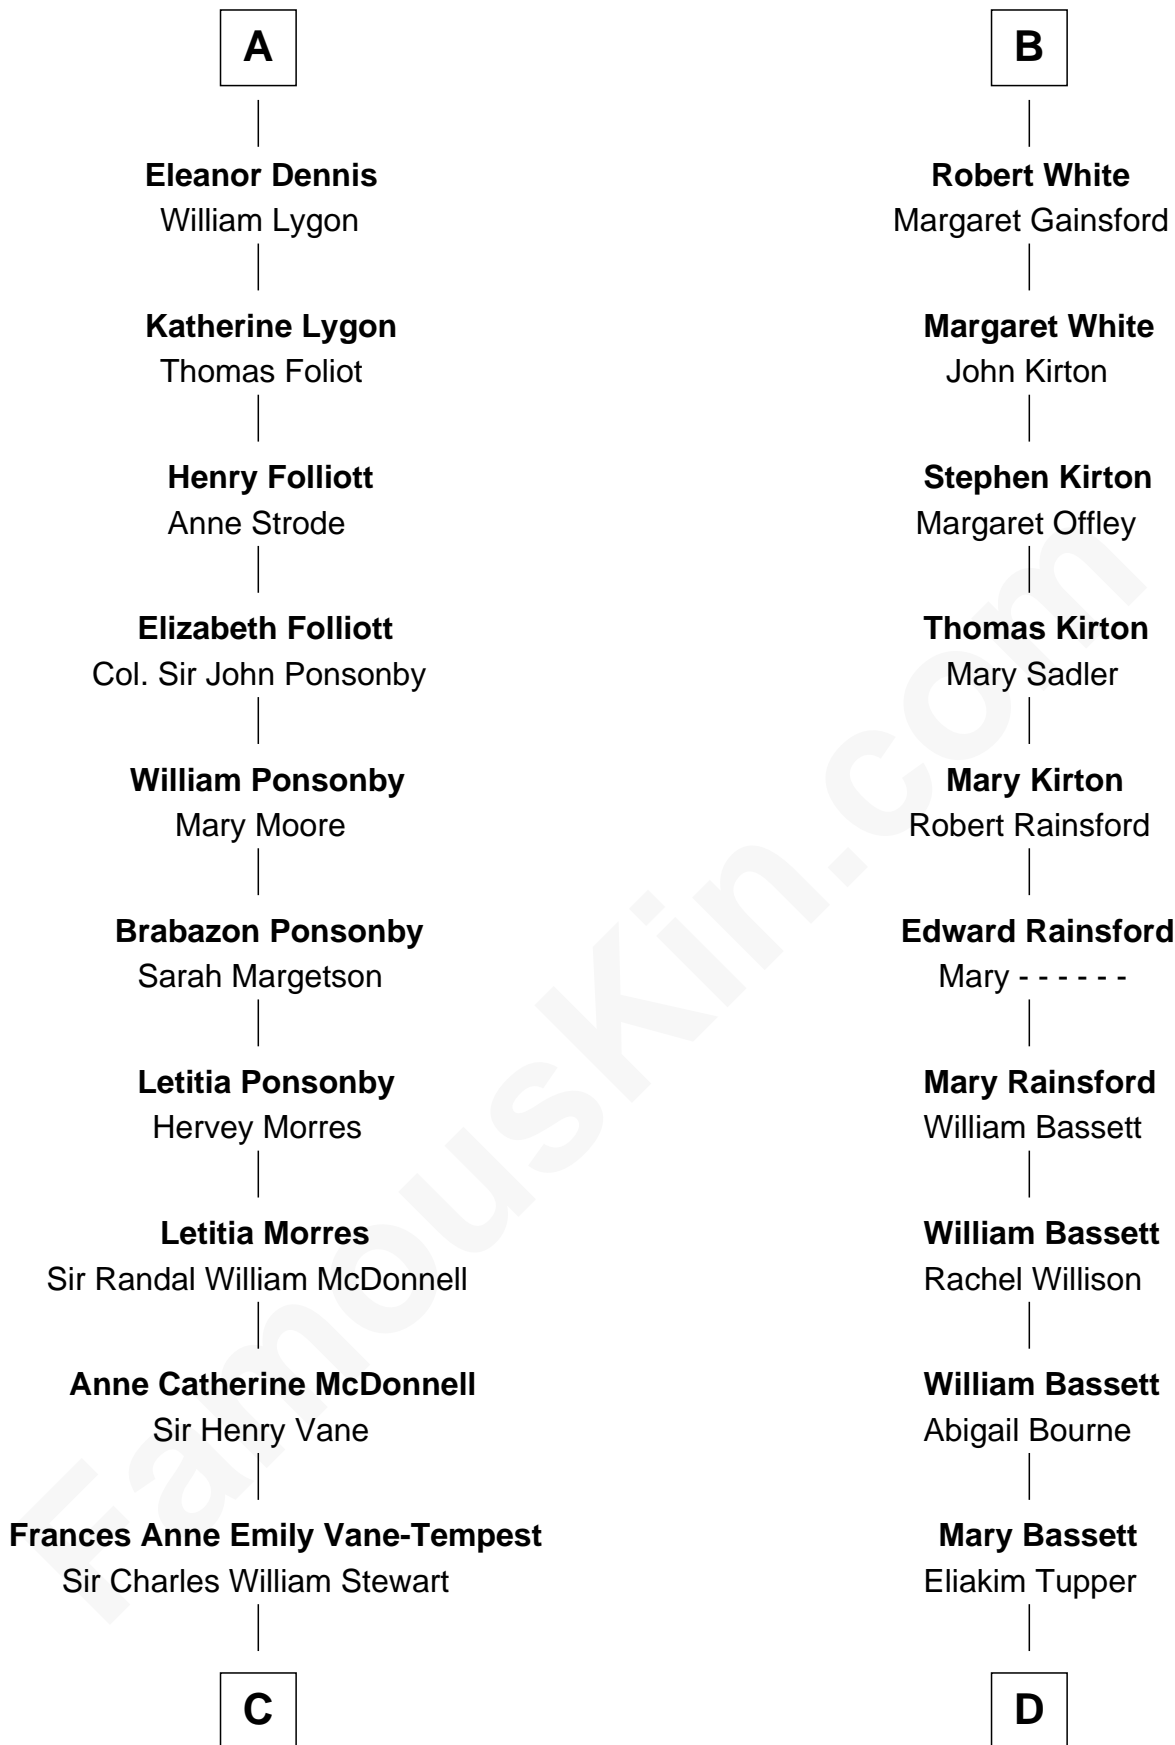 A
Eleanor Dennis
William Lygon
Katherine Lygon
Thomas Foliot
Henry Folliott
Anne Strode
Elizabeth Folliott
Col. Sir John Ponsonby
William Ponsonby
Mary Moore
Brabazon Ponsonby
Sarah Margetson
Letitia Ponsonby
Hervey Morres
Letitia Morres
Sir Randal William McDonnell
Anne Catherine McDonnell
Sir Henry Vane
Frances Anne Emily Vane-Tempest
Sir Charles William Stewart
C
B
Robert White
Margaret Gainsford
Margaret White
John Kirton
Stephen Kirton
Margaret Offley
Thomas Kirton
Mary Sadler
Mary Kirton
Robert Rainsford
Edward Rainsford
Mary - - - - - -
Mary Rainsford
William Bassett
William Bassett
Rachel Willison
William Bassett
Abigail Bourne
Mary Bassett
Eliakim Tupper
D
FamousKin.com